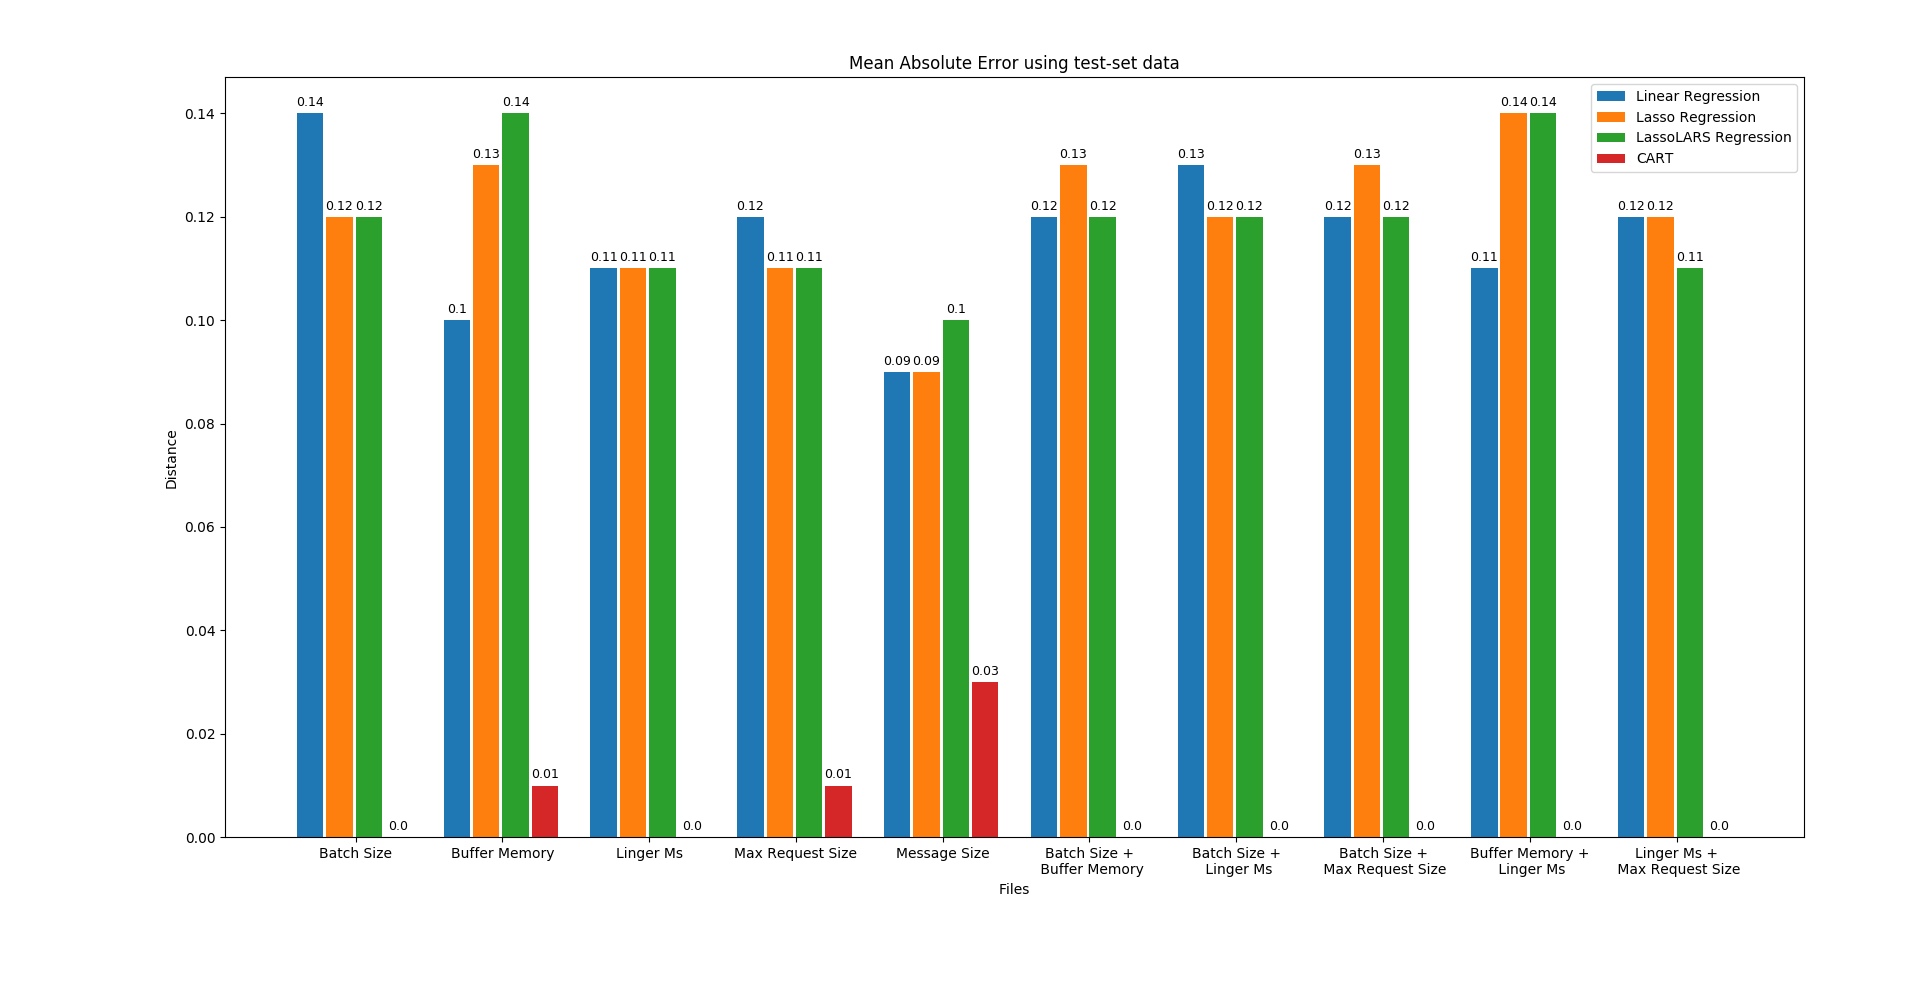 Mean Absolute Error using test-set data
Linear Regression
Lasso Regression
LassoLARS Regression
CART
Distance
0.14
0.12
0.10
0.08
0.06
0.04
0.02
0.00
0.14 0.12 0.12 0.0
0.1 0.13 0.14 0.01
0.11 0.11 0.11 0.0
0.12 0.11 0.11 0.01
0.09 0.09 0.1 0.03
0.12 0.13 0.12 0.0
0.13 0.12 0.12 0.0
0.12 0.13 0.12 0.0
0.11 0.14 0.14 0.0
0.12 0.12 0.11 0.0
Batch Size
Buffer Memory
Linger Ms
Max Request Size
Message Size
Batch Size +
Buffer Memory
Batch Size +
Linger Ms
Batch Size +
Max Request Size
Buffer Memory +
Linger Ms
Linger Ms +
Max Request Size
Files